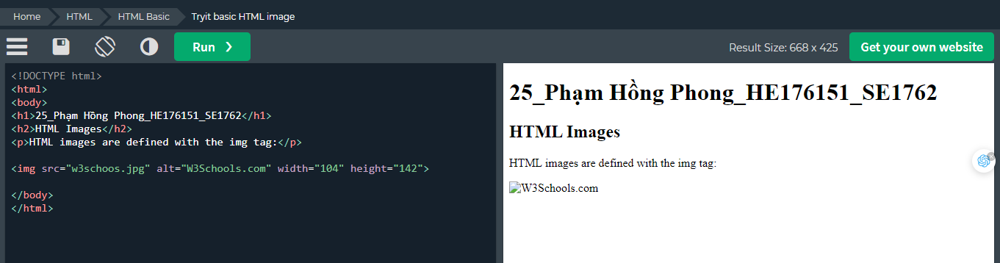 Home HTML HTML Basic Tryit basic HTML image
Run ❯ Result Size: 668 x 425 Get your own website
<!DOCTYPE html>
<html>
<body>
<h1>25_Phạm Hồng Phong_HE176151_SE1762</h1>
<h2>HTML Images</h2>
<p>HTML images are defined with the img tag:</p>
<img src="w3schoos.jpg" alt="W3Schools.com" width="104" height="142">
</body>
</html>
25_Phạm Hồng Phong_HE176151_SE1762
HTML Images
HTML images are defined with the img tag:
W3Schools.com